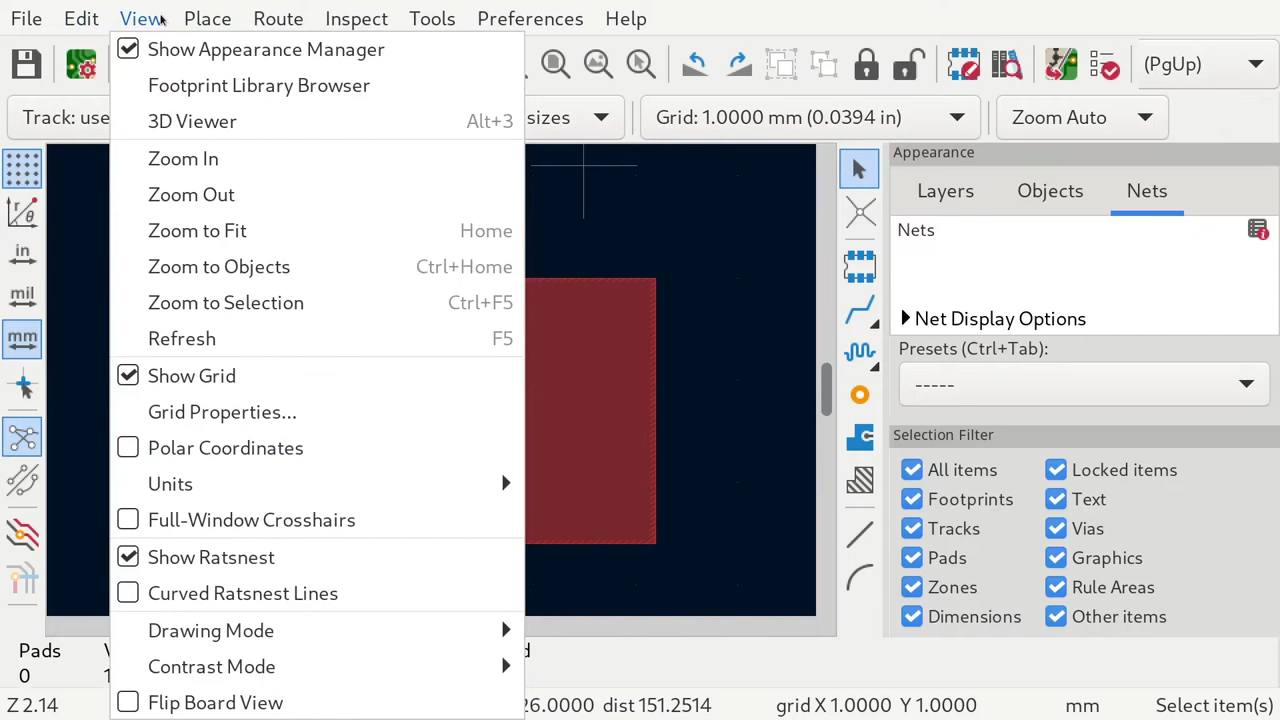 File Edit View Place Route Inspect Tools Preferences Help
Show Appearance Manager
Footprint Library Browser
3D Viewer Alt+3
Zoom In
Zoom Out
Zoom to Fit Home
Zoom to Objects Ctrl+Home
Zoom to Selection Ctrl+F5
Refresh F5
Show Grid
Grid Properties...
Polar Coordinates
Units
Full-Window Crosshairs
Show Ratsnest
Curved Ratsnest Lines
Drawing Mode
Contrast Mode
Flip Board View
(PgUp)
Track: use
sizes
Grid: 1.0000 mm (0.0394 in)
Zoom Auto
in
mil
mm
Appearance
Layers Objects Nets
Nets
Net Display Options
Presets (Ctrl+Tab):
-----
Selection Filter
All items Locked items
Footprints Text
Tracks Vias
Pads Graphics
Zones Rule Areas
Dimensions Other items
Pads
0
Z 2.14
26.0000 dist 151.2514 grid X 1.0000 Y 1.0000 mm Select item(s)